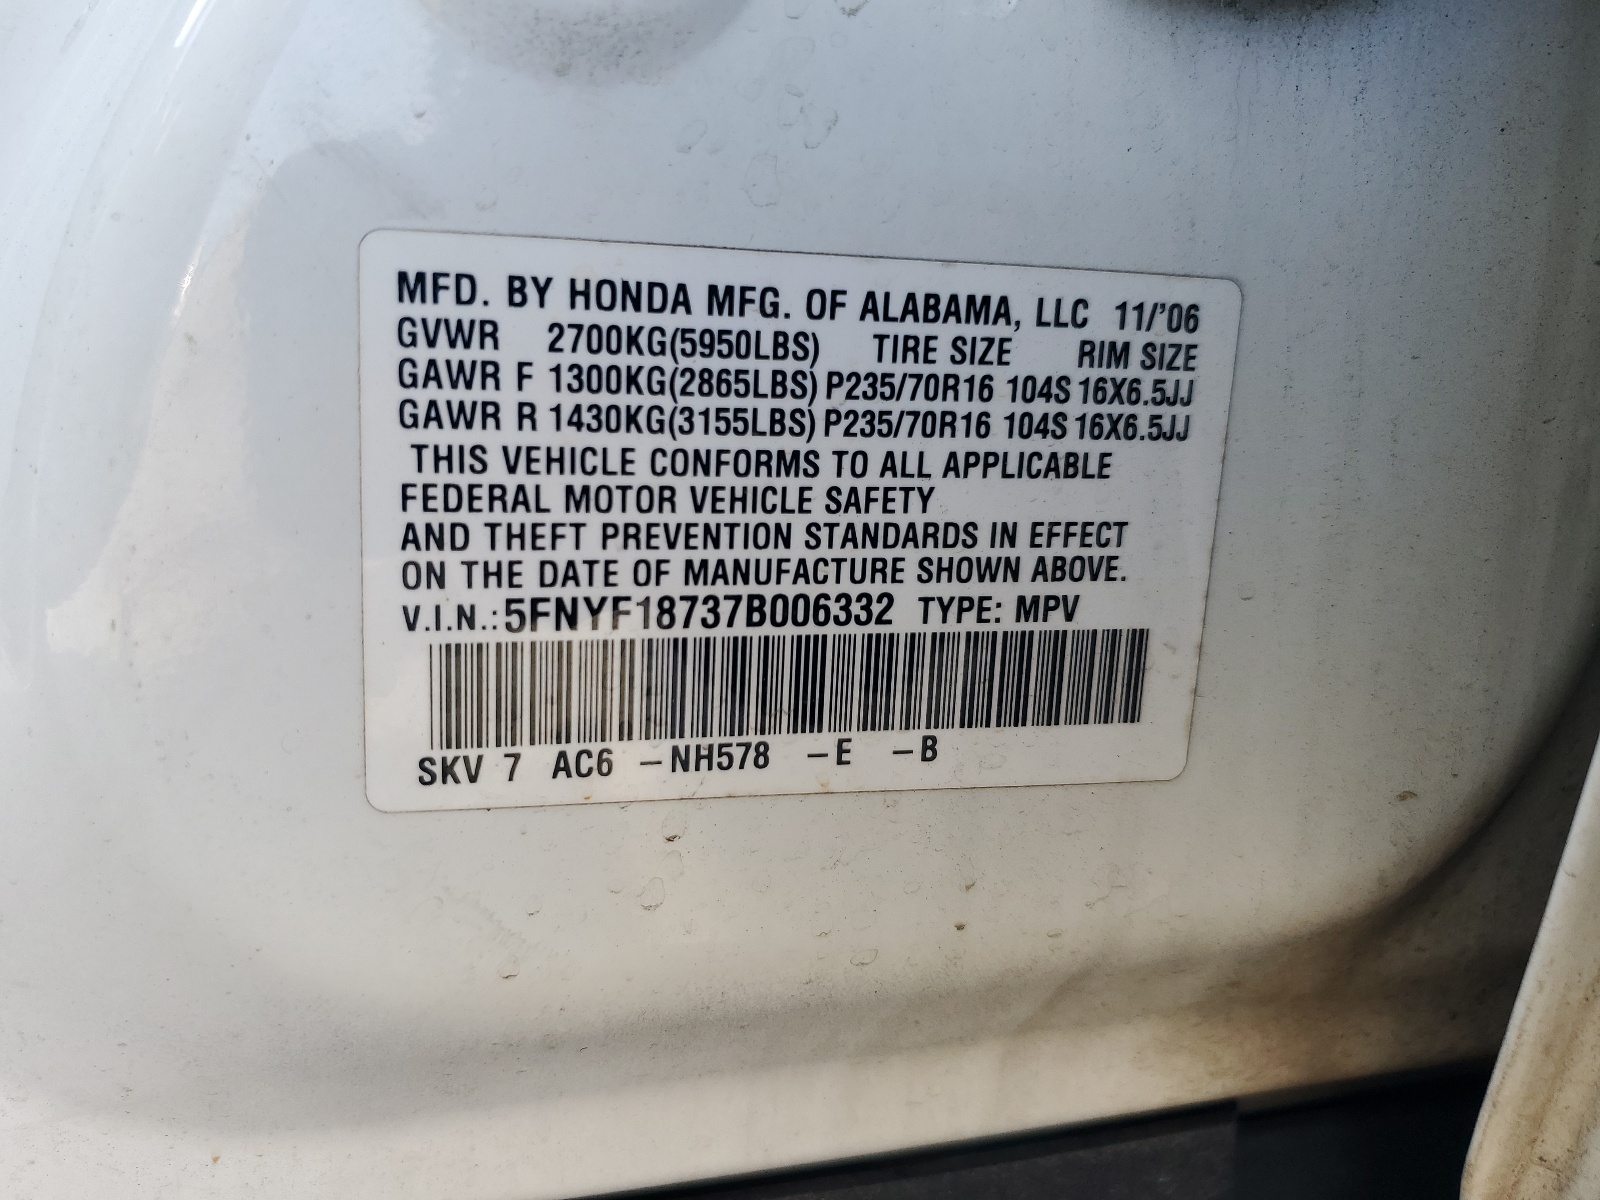 MFD. BY HONDA MFG. OF ALABAMA, LLC 11/'06
GVWR 2700KG(5950LBS) TIRE SIZE RIM SIZE
GAWR F 1300KG(2865LBS) P235/70R16 104S 16X6.5JJ
GAWR R 1430KG(3155LBS) P235/70R16 104S 16X6.5JJ
THIS VEHICLE CONFORMS TO ALL APPLICABLE
FEDERAL MOTOR VEHICLE SAFETY
AND THEFT PREVENTION STANDARDS IN EFFECT
ON THE DATE OF MANUFACTURE SHOWN ABOVE.
V.I.N.: 5FNYF18737B006332 TYPE: MPV
SKV 7 AC6 –NH578 –E –B